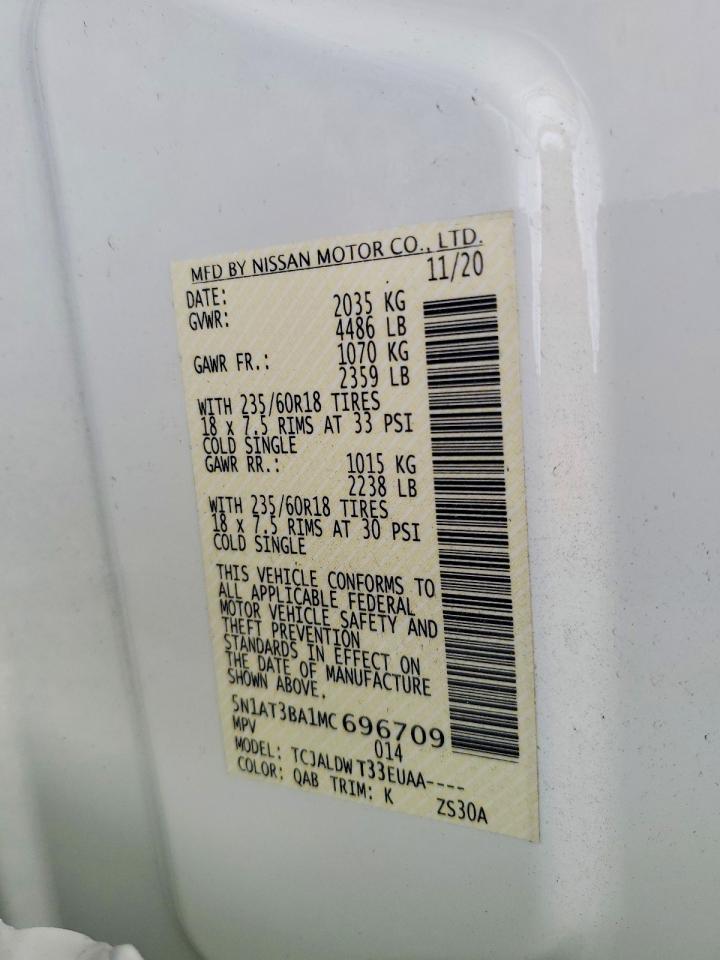 MFD BY NISSAN MOTOR CO., LTD.
DATE: 11/20
GVWR: 2035 KG
4486 LB
GAWR FR.: 1070 KG
2359 LB
WITH 235/60R18 TIRES
18 x 7.5 RIMS AT 33 PSI
COLD SINGLE
GAWR RR.: 1015 KG
2238 LB
WITH 235/60R18 TIRES
18 x 7.5 RIMS AT 30 PSI
COLD SINGLE
THIS VEHICLE CONFORMS TO
ALL APPLICABLE FEDERAL
MOTOR VEHICLE SAFETY AND
THEFT PREVENTION
STANDARDS IN EFFECT ON
THE DATE OF MANUFACTURE
SHOWN ABOVE.
5N1AT3BA1MC 696709
MPV 014
MODEL: TCJALDW T33EUAA----
COLOR: QAB TRIM: K ZS30A